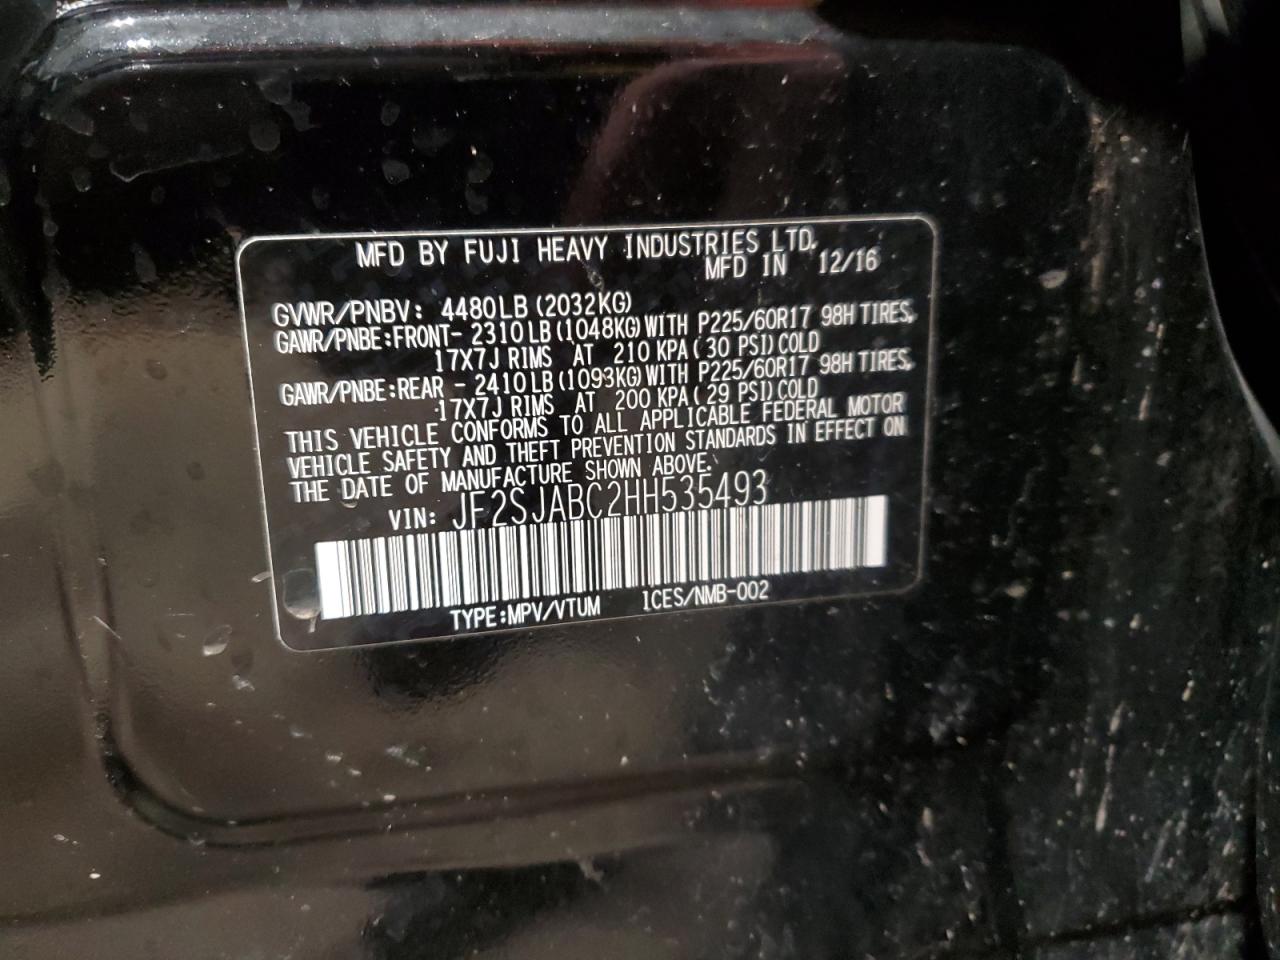 MFD BY FUJI HEAVY INDUSTRIES LTD.
MFD IN 12/16
GVWR/PNBV: 4480LB (2032KG)
GAWR/PNBE:FRONT- 2310LB (1048KG) WITH P225/60R17 98H TIRES,
17X7J RIMS AT 210 KPA (30 PSI) COLD
GAWR/PNBE:REAR - 2410LB (1093KG) WITH P225/60R17 98H TIRES,
17X7J RIMS AT 200 KPA (29 PSI) COLD
THIS VEHICLE CONFORMS TO ALL APPLICABLE FEDERAL MOTOR
VEHICLE SAFETY AND THEFT PREVENTION STANDARDS IN EFFECT ON
THE DATE OF MANUFACTURE SHOWN ABOVE.
VIN: JF2SJABC2HH535493
TYPE:MPV/VTUM ICES/NMB-002